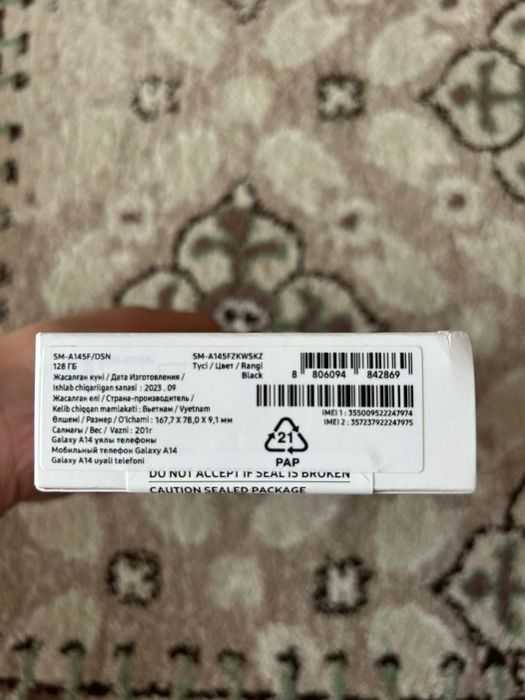 SM-A145F/DSN
128 ГБ
Жасалған күні / Дата Изготовления /
Ishlab chiqarilgan sanasi : 2023 . 09
Жасалған елі / Страна-производитель /
Kelib chiqqan mamlakati : Вьетнам / Vyetnam
Өлшемі / Размер / O'lchami : 167,7 X 78,0 X 9,1 мм
Салмағы / Вес / Vazni : 201г
Galaxy A14 ұялы телефоны
Мобильный телефон Galaxy A14
Galaxy A14 uyali telefoni
SM-A145FZKWSKZ
Түсі / Цвет / Rangi
Black
8 806094 842869
IMEI 1 : 355009522247974
IMEI 2 : 357237922247975
21
PAP
DO NOT ACCEPT IF SEAL IS BROKEN
CAUTION SEALED PACKAGE